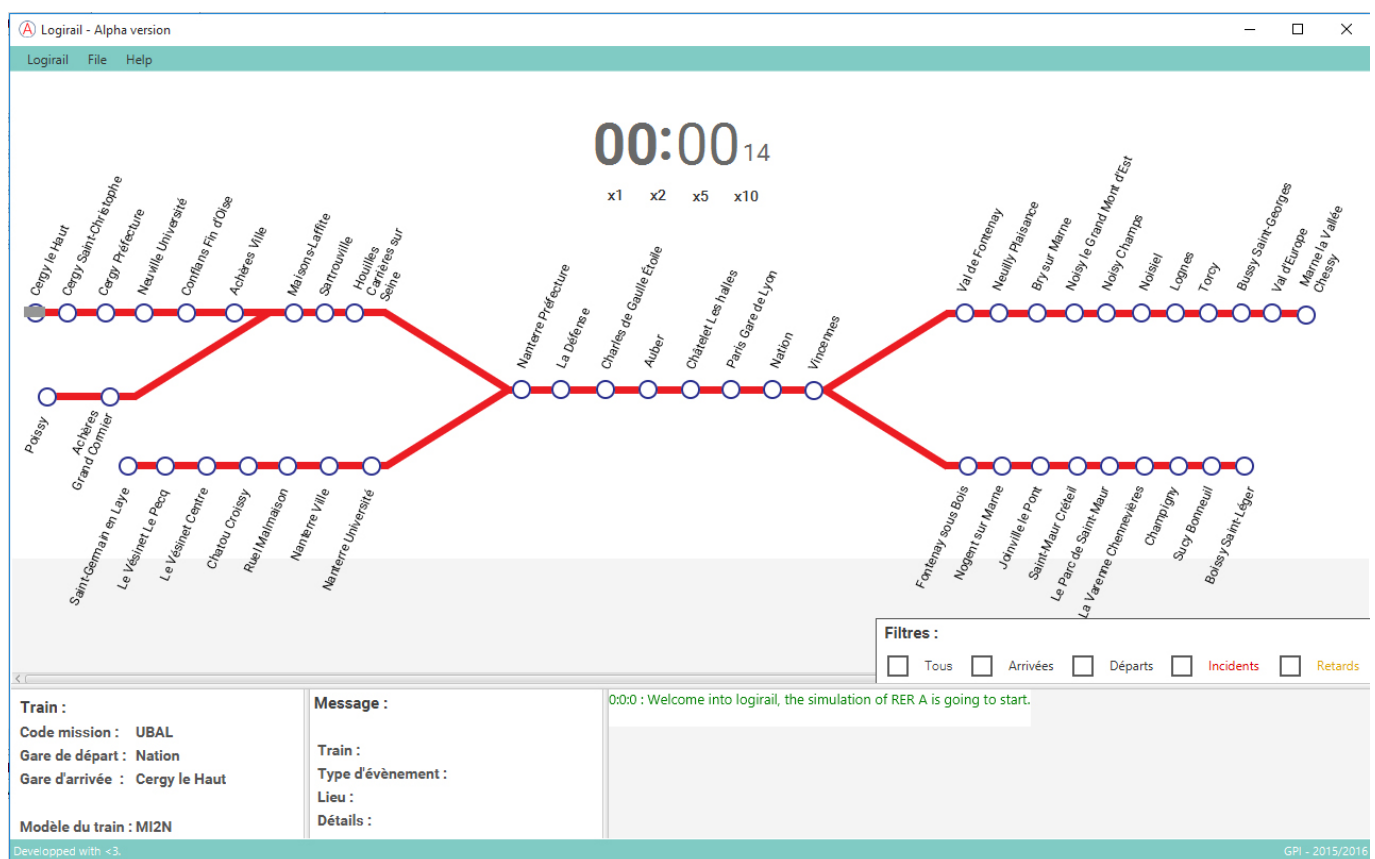 Logirail - Alpha version
Logirail File Help
00:00 14
x1 x2 x5 x10
Cergy le Haut
Cergy Saint-Christophe
Cergy Préfecture
Neuville Université
Conflans Fin d'Oise
Achères Ville
Maisons-Laffite
Sartrouville
Houilles
Carrières sur
Seine
Nanterre Préfecture
La Défense
Charles de Gaulle Étoile
Auber
Châtelet Les halles
Paris Gare de Lyon
Nation
Vincennes
Val de Fontenay
Neuilly Plaisance
Bry sur Marne
Noisy le Grand Mont d'Est
Noisy Champs
Noisiel
Lognes
Torcy
Bussy Saint-Georges
Val d'Europe
Marne la Vallée
Chessy
Poissy
Achères
Grand Cormier
Saint-Germain en Laye
Le Vésinet Le Pecq
Le Vésinet Centre
Chatou Croissy
Ruel Malmaison
Nanterre Ville
Nanterre Université
Fontenay sous Bois
Nogent sur Marne
Joinville le Pont
Saint-Maur Créteil
Le Parc de Saint-Maur
La Varenne Chennevières
Champigny
Sucy Bonneuil
Boissy Saint-Léger
Filtres :
Tous Arrivées Départs Incidents Retards
Train :
Code mission : UBAL
Gare de départ : Nation
Gare d'arrivée : Cergy le Haut
Modèle du train : MI2N
Message :
Train :
Type d'évènement :
Lieu :
Détails :
0:0:0 : Welcome into logirail, the simulation of RER A is going to start.
Developped with <3.
GPI - 2015/2016